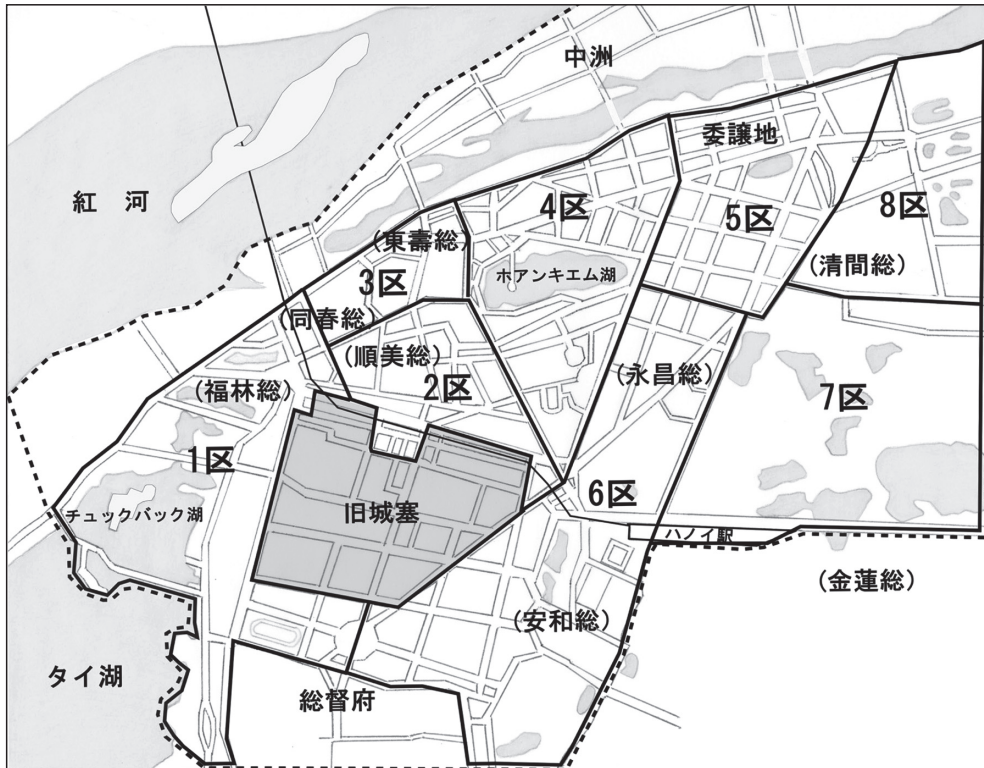 中洲
委譲地
紅　河
4区
5区
8区
(東壽総)
(清間総)
ホアンキエム湖
3区
(同春総)
(順美総)
(永昌総)
(福林総)
2区
7区
1区
6区
旧城塞
チュックバック湖
ハノイ駅
(金蓮総)
(安和総)
タイ湖
総督府